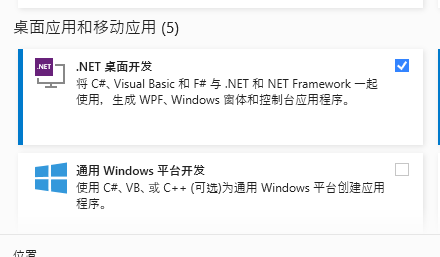 桌面应用和移动应用 (5)
.NET
.NET 桌面开发
将 C#、Visual Basic 和 F# 与 .NET 和 NET Framework 一起
使用，生成 WPF、Windows 窗体和控制台应用程序。
通用 Windows 平台开发
使用 C#、VB、或 C++ (可选)为通用 Windows 平台创建应用
程序。
位置